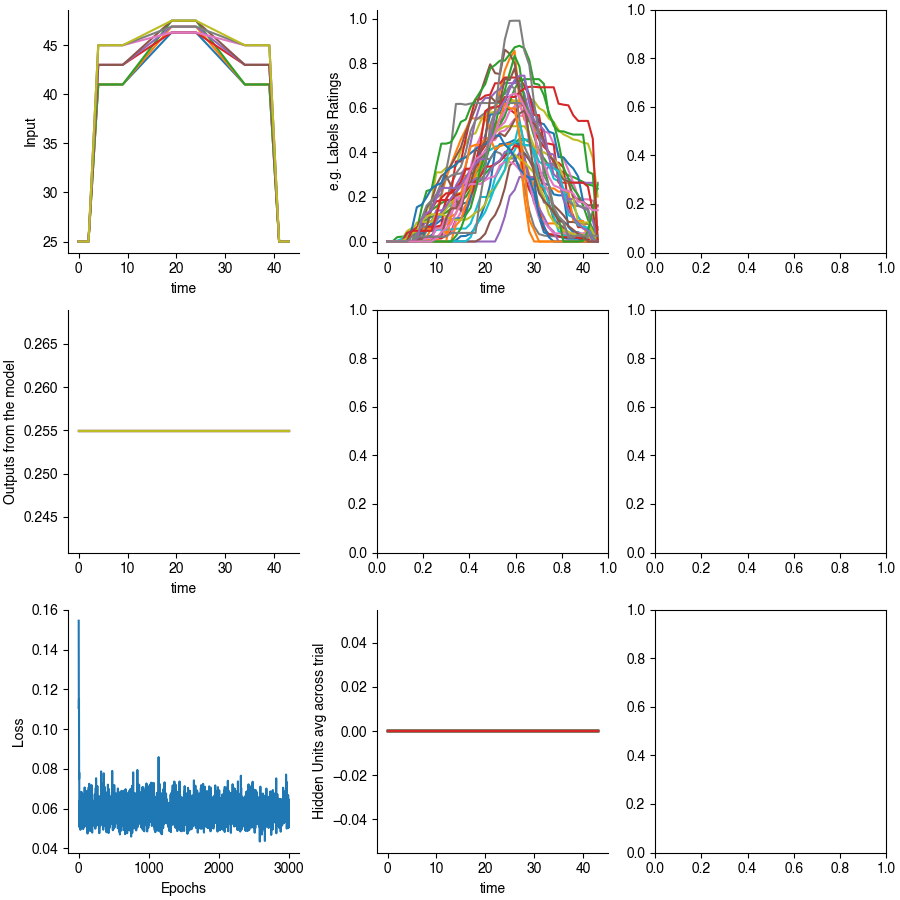 45
40
35
30
25
Input
0 10 20 30 40
time
1.0
0.8
0.6
0.4
0.2
0.0
e.g. Labels Ratings
0 10 20 30 40
time
1.0
0.8
0.6
0.4
0.2
0.0
0.0 0.2 0.4 0.6 0.8 1.0
0.265
0.260
0.255
0.250
0.245
Outputs from the model
0 10 20 30 40
time
1.0
0.8
0.6
0.4
0.2
0.0
0.0 0.2 0.4 0.6 0.8 1.0
1.0
0.8
0.6
0.4
0.2
0.0
0.0 0.2 0.4 0.6 0.8 1.0
0.16
0.14
0.12
0.10
0.08
0.06
0.04
Loss
0 1000 2000 3000
Epochs
0.04
0.02
0.00
−0.02
−0.04
Hidden Units avg across trial
0 10 20 30 40
time
1.0
0.8
0.6
0.4
0.2
0.0
0.0 0.2 0.4 0.6 0.8 1.0